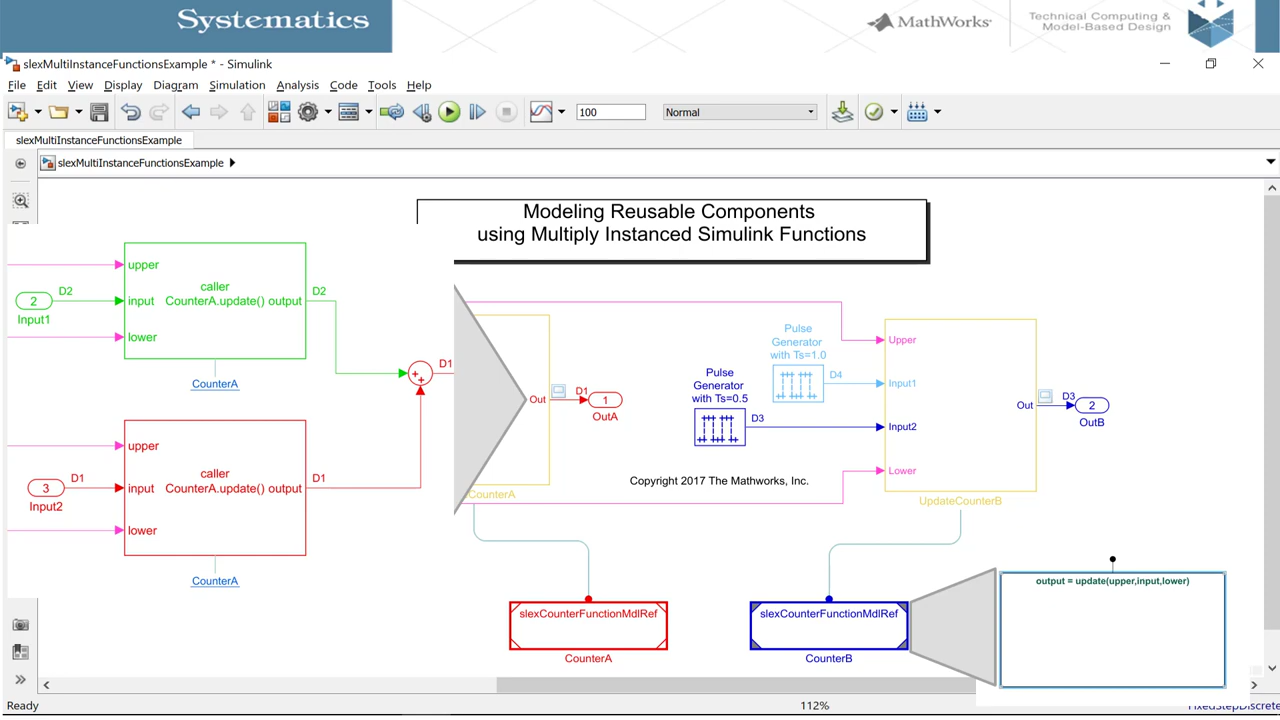 Systematics
MathWorks
Technical Computing &
Model-Based Design
slexMultiInstanceFunctionsExample * - Simulink
File Edit View Display Diagram Simulation Analysis Code Tools Help
100
Normal
slexMultiInstanceFunctionsExample
slexMultiInstanceFunctionsExample
Modeling Reusable Components
using Multiply Instanced Simulink Functions
upper
2
D2
input
caller
CounterA.update() output
D2
Input1
lower
CounterA
D1
upper
3
D1
input
caller
CounterA.update() output
D1
Input2
lower
CounterA
Out
D1
1
OutA
CounterA
Pulse
Generator
with Ts=1.0
D4
Pulse
Generator
with Ts=0.5
D3
Copyright 2017 The Mathworks, Inc.
Upper
Input1
Input2
Lower
Out
D3
2
OutB
UpdateCounterB
slexCounterFunctionMdlRef
CounterA
slexCounterFunctionMdlRef
CounterB
output = update(upper,input,lower)
Ready
112%
FixedStepDiscrete